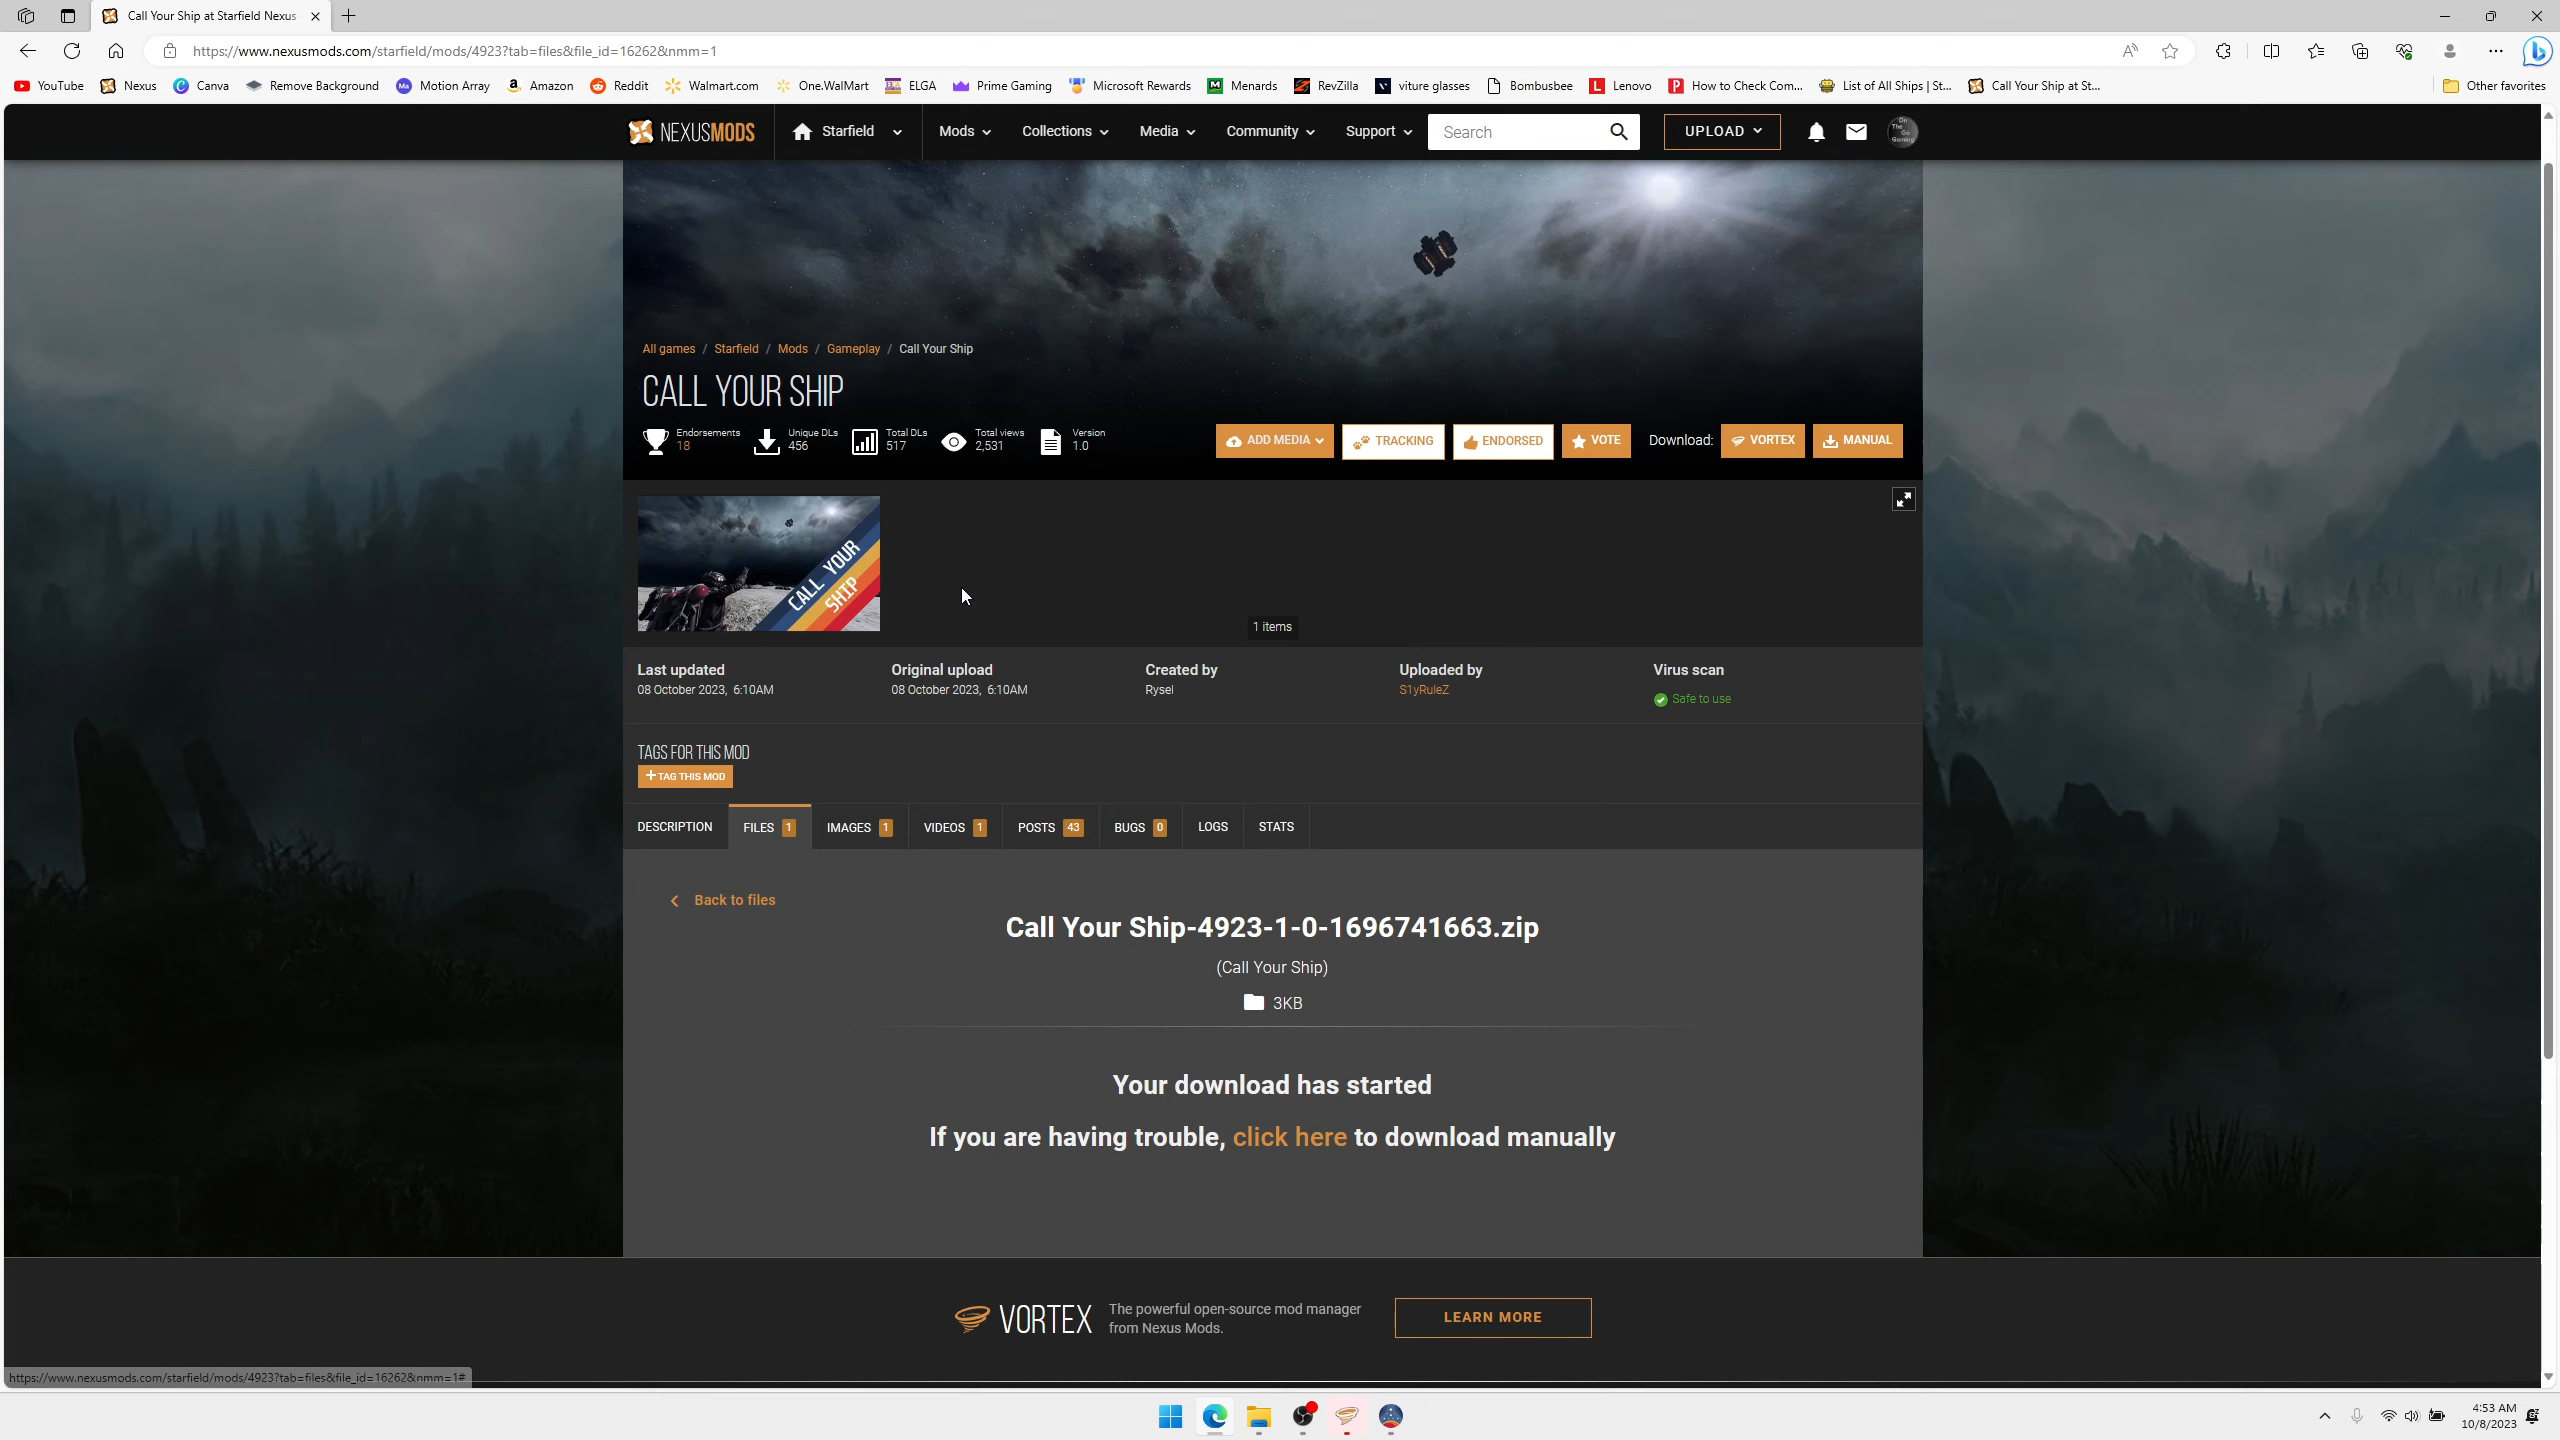 Call Your Ship at Starfield Nexus
https://www.nexusmods.com/starfield/mods/4923?tab=files&file_id=16262&nmm=1
YouTube Nexus Canva Remove Background Motion Array Amazon Reddit Walmart.com One.WalMart ELGA Prime Gaming Microsoft Rewards Menards RevZilla viture glasses Bombusbee Lenovo How to Check Com... List of All Ships | St... Call Your Ship at St... Other favorites
NEXUSMODS Starfield Mods Collections Media Community Support Search UPLOAD
All games / Starfield / Mods / Gameplay / Call Your Ship
CALL YOUR SHIP
Endorsements Unique DLs Total DLs Total views Version
18 456 517 2,531 1.0
ADD MEDIA TRACKING ENDORSED VOTE Download: VORTEX MANUAL
CALL YOUR
SHIP
1 items
Last updated Original upload Created by Uploaded by Virus scan
08 October 2023, 6:10AM 08 October 2023, 6:10AM Rysel S1yRuleZ Safe to use
TAGS FOR THIS MOD
+ TAG THIS MOD
DESCRIPTION FILES 1 IMAGES 1 VIDEOS 1 POSTS 43 BUGS 0 LOGS STATS
Back to files
Call Your Ship-4923-1-0-1696741663.zip
(Call Your Ship)
3KB
Your download has started
If you are having trouble, click here to download manually
VORTEX The powerful open-source mod manager
from Nexus Mods.
LEARN MORE
https://www.nexusmods.com/starfield/mods/4923?tab=files&file_id=16262&nmm=1#
4:53 AM
10/8/2023